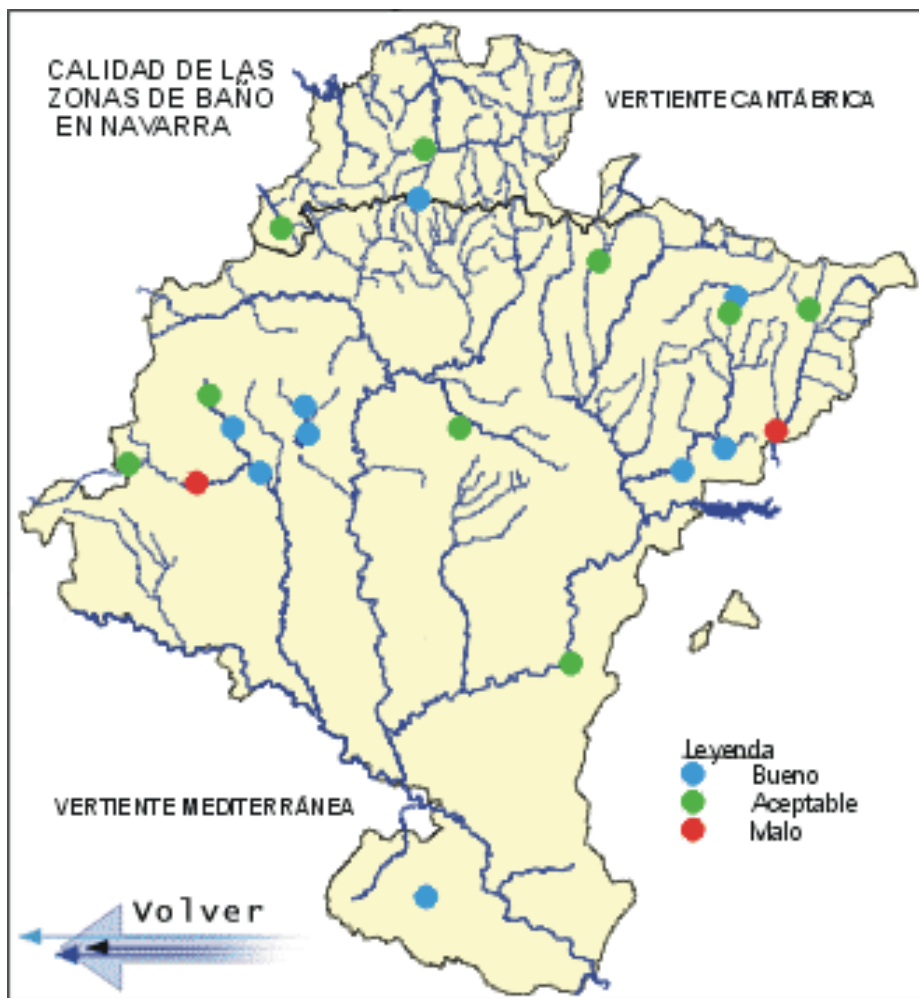 CALIDAD DE LAS
ZONAS DE BAÑO
EN NAVARRA
VERTIENTE CANTÁBRICA
VERTIENTE MEDITERRÁNEA
Leyenda
Bueno
Aceptable
Malo
Volver